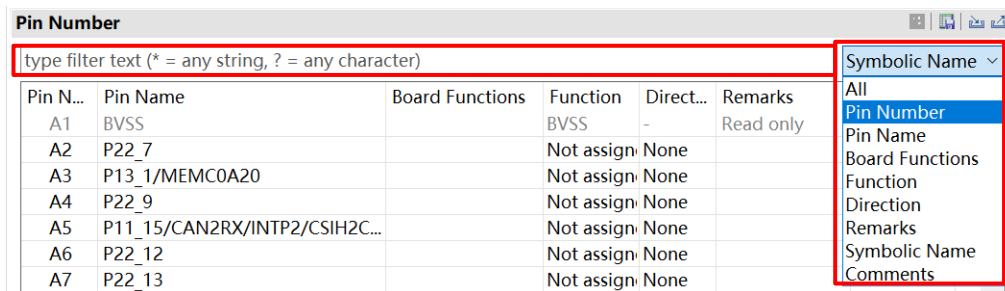 Pin Number
type filter text (* = any string, ? = any character) Symbolic Name
Pin N... Pin Name Board Functions Function Direct... Remarks All
A1 BVSS BVSS - Read only Pin Number
A2 P22_7 Not assign None Pin Name
A3 P13_1/MEMC0A20 Not assign None Board Functions
A4 P22_9 Not assign None Function
A5 P11_15/CAN2RX/INTP2/CSIH2C... Not assign None Direction
A6 P22_12 Not assign None Remarks
A7 P22_13 Not assign None Symbolic Name
Comments